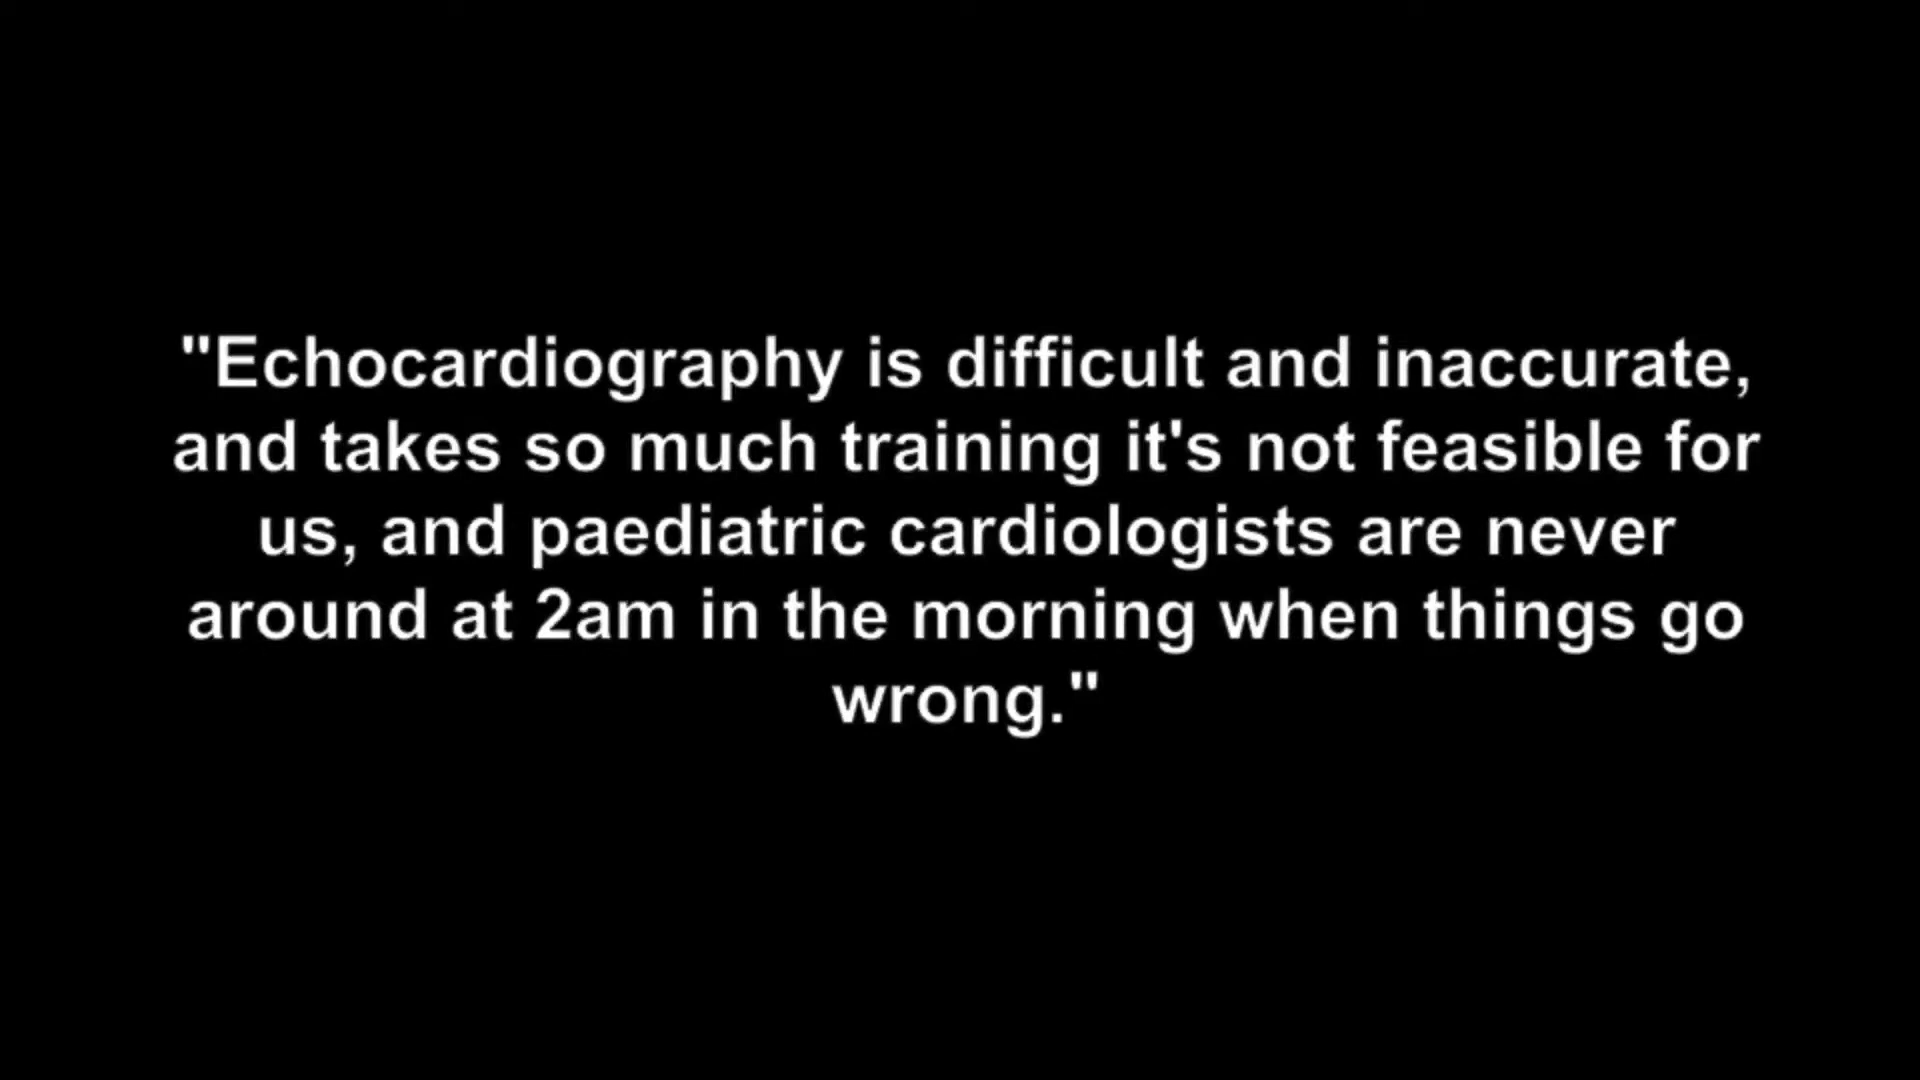 "Echocardiography is difficult and inaccurate,
and takes so much training it's not feasible for
us, and paediatric cardiologists are never
around at 2am in the morning when things go
wrong."